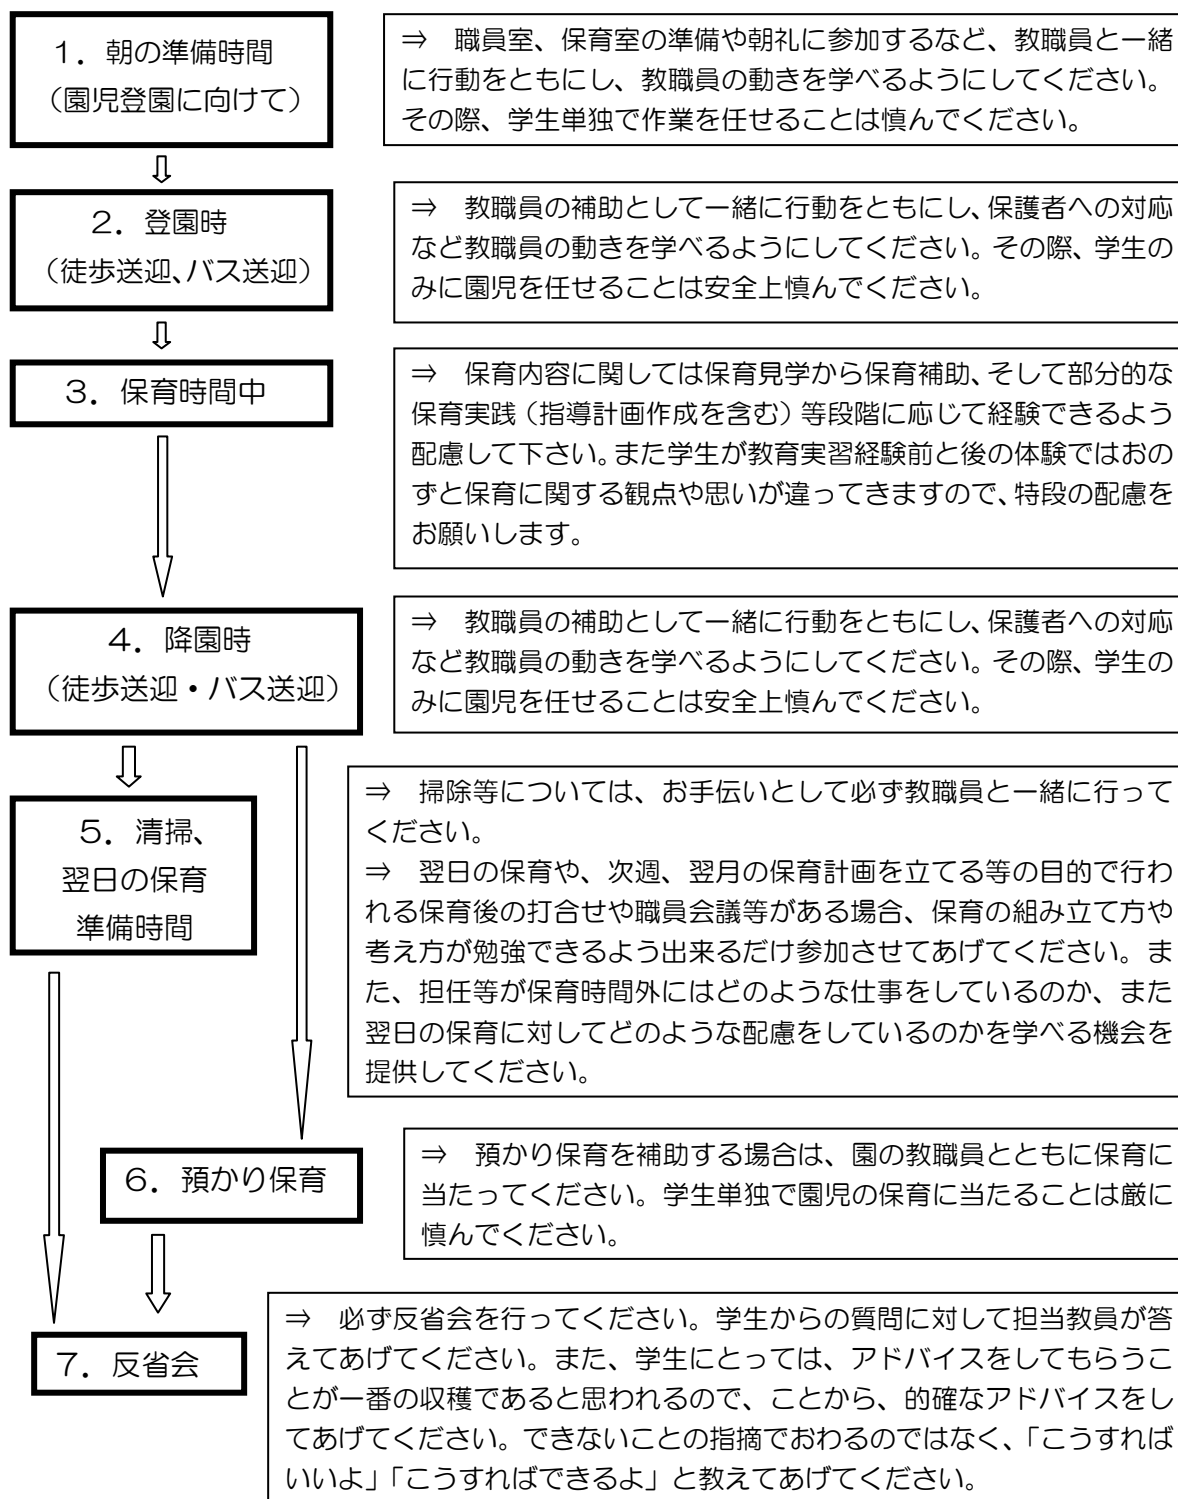 １．朝の準備時間
（園児登園に向けて）
⇒　職員室、保育室の準備や朝礼に参加するなど、教職員と一緒
に行動をともにし、教職員の動きを学べるようにしてください。
その際、学生単独で作業を任せることは慎んでください。
２．登園時
（徒歩送迎、バス送迎）
⇒　教職員の補助として一緒に行動をともにし、保護者への対応
など教職員の動きを学べるようにしてください。その際、学生の
みに園児を任せることは安全上慎んでください。
３．保育時間中
⇒　保育内容に関しては保育見学から保育補助、そして部分的な
保育実践（指導計画作成を含む）等段階に応じて経験できるよう
配慮して下さい。また学生が教育実習経験前と後の体験ではおの
ずと保育に関する観点や思いが違ってきますので、特段の配慮を
お願いします。
４．降園時
（徒歩送迎・バス送迎）
⇒　教職員の補助として一緒に行動をともにし、保護者への対応
など教職員の動きを学べるようにしてください。その際、学生の
みに園児を任せることは安全上慎んでください。
５．清掃、
翌日の保育
準備時間
⇒　掃除等については、お手伝いとして必ず教職員と一緒に行って
ください。
⇒　翌日の保育や、次週、翌月の保育計画を立てる等の目的で行わ
れる保育後の打合せや職員会議等がある場合、保育の組み立て方や
考え方が勉強できるよう出来るだけ参加させてあげてください。ま
た、担任等が保育時間外にはどのような仕事をしているのか、また
翌日の保育に対してどのような配慮をしているのかを学べる機会を
提供してください。
６．預かり保育
⇒　預かり保育を補助する場合は、園の教職員とともに保育に
当たってください。学生単独で園児の保育に当たることは厳に
慎んでください。
７．反省会
⇒　必ず反省会を行ってください。学生からの質問に対して担当教員が答
えてあげてください。また、学生にとっては、アドバイスをしてもらうこ
とが一番の収穫であると思われるので、ことから、的確なアドバイスをし
てあげてください。できないことの指摘でおわるのではなく、「こうすれば
いいよ」「こうすればできるよ」と教えてあげてください。